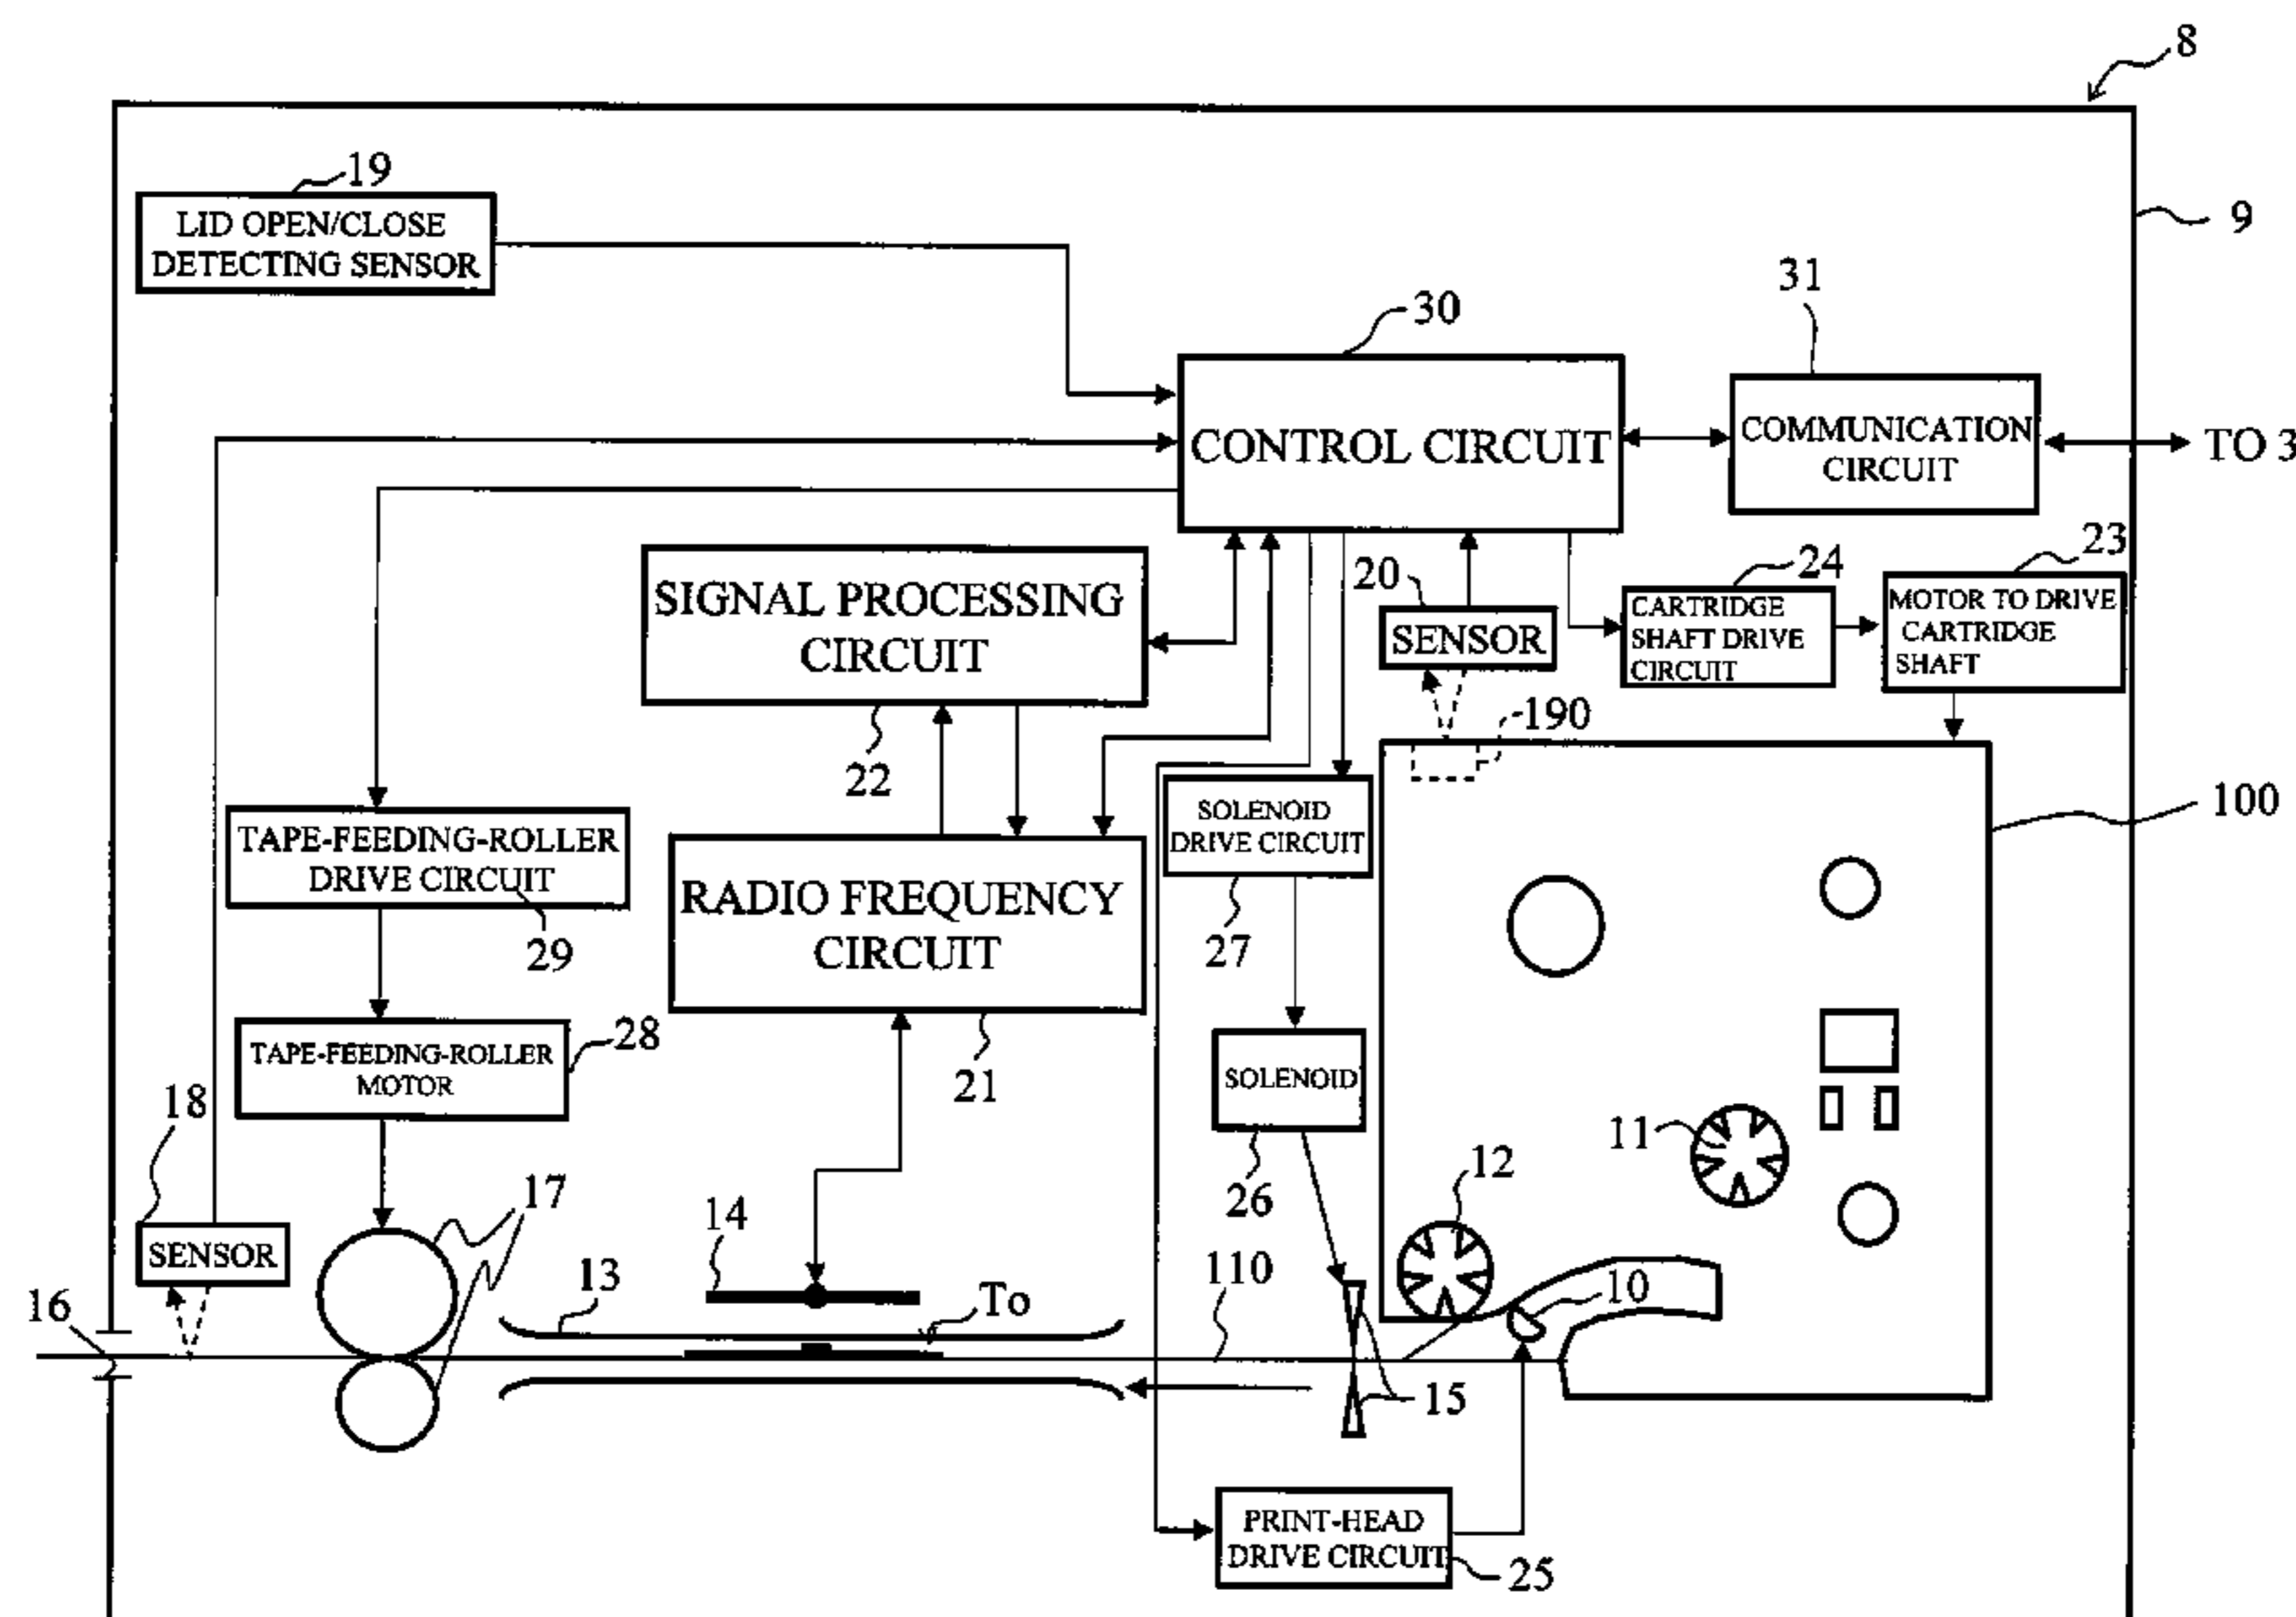 8
19
LID OPEN/CLOSE
DETECTING SENSOR
9
31
30
CONTROL CIRCUIT
COMMUNICATION
CIRCUIT
TO 3
23
24
20
SIGNAL PROCESSING
CIRCUIT
SENSOR
CARTRIDGE
SHAFT DRIVE
CIRCUIT
MOTOR TO DRIVE
CARTRIDGE
SHAFT
190
22
100
TAPE-FEEDING-ROLLER
DRIVE CIRCUIT
29
SOLENOID
DRIVE CIRCUIT
27
RADIO FREQUENCY
CIRCUIT
21
TAPE-FEEDING-ROLLER
MOTOR
28
SOLENOID
26
18
SENSOR
17
14
12
11
16
13
To
110
10
15
PRINT-HEAD
DRIVE CIRCUIT
25